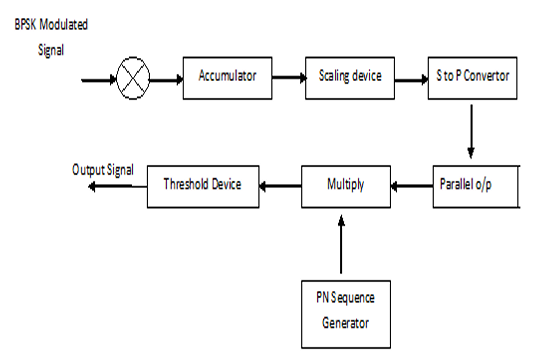 BPSK Modulated
Signal
Accumulator
Scaling device
S to P Convertor
Output Signal
Threshold Device
Multiply
Parallel o/p
PN Sequence
Generator